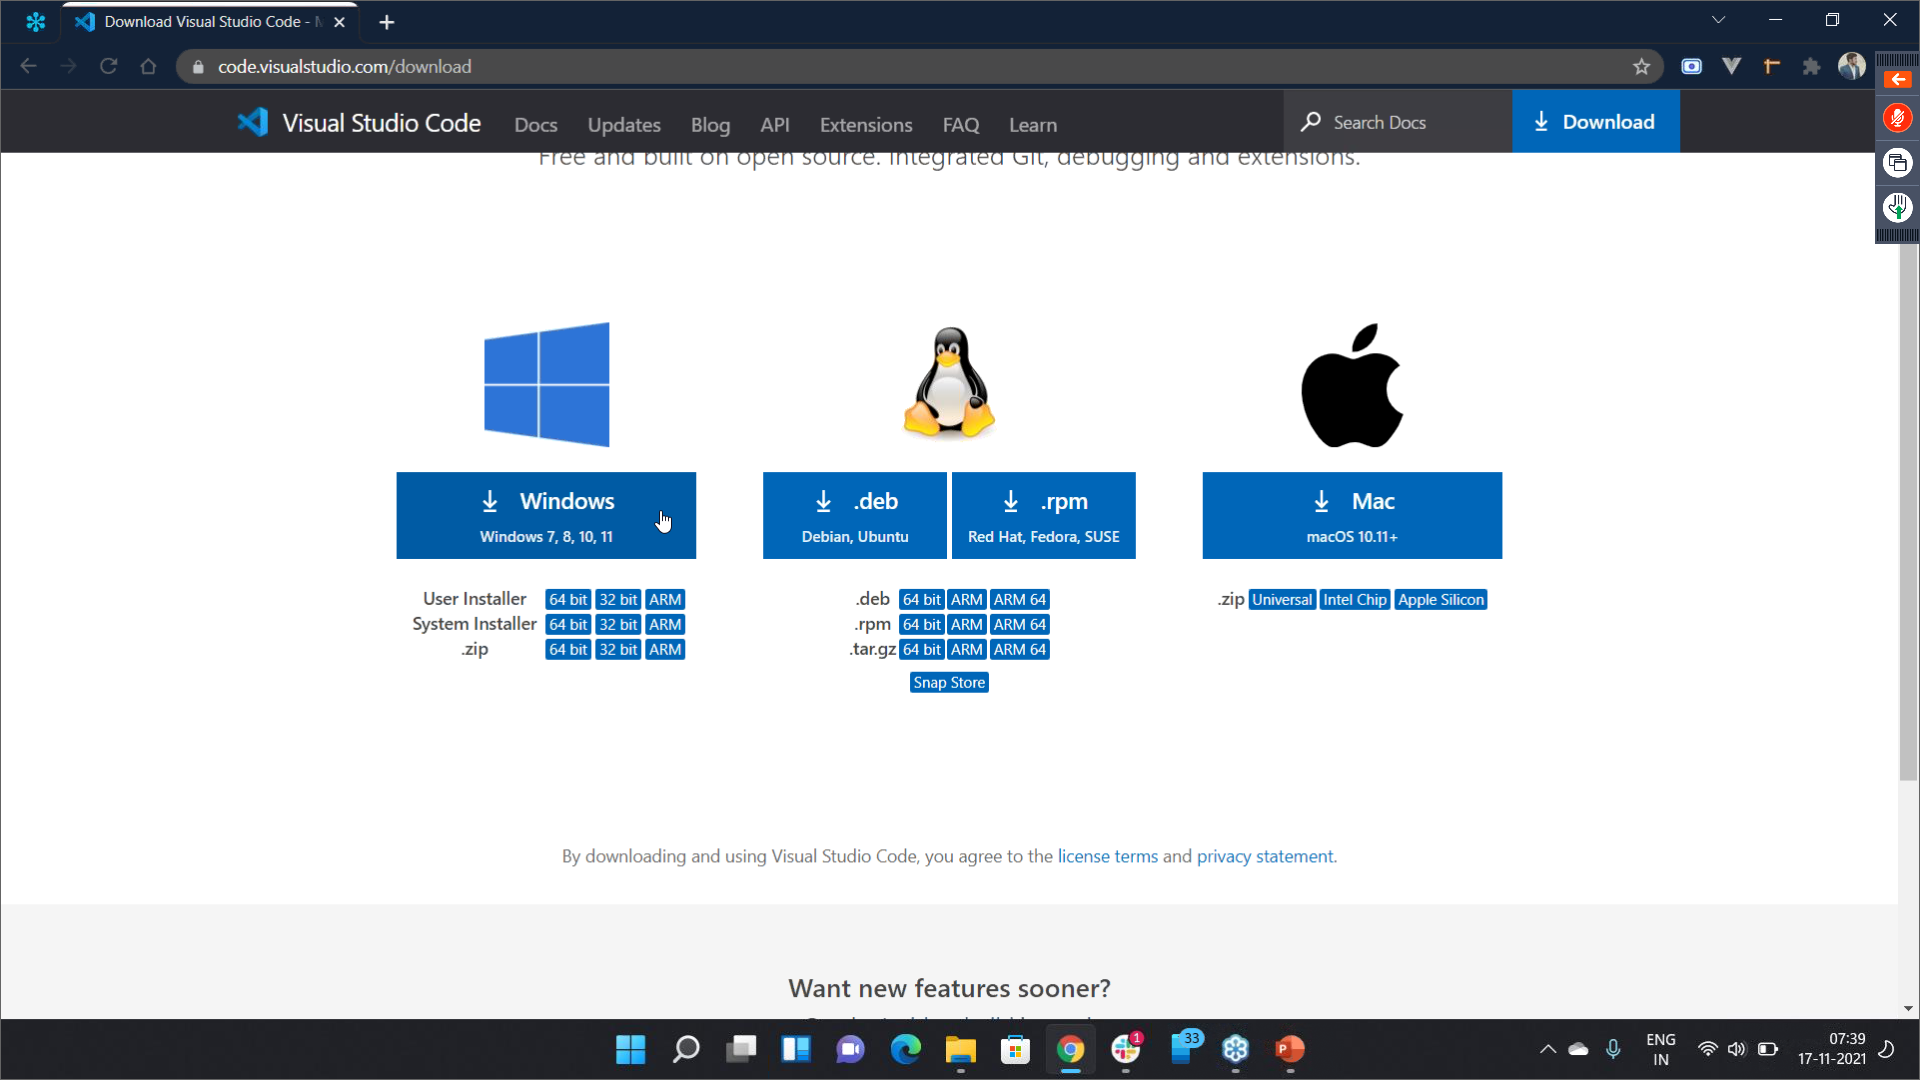 Download Visual Studio Code -
code.visualstudio.com/download
Visual Studio Code Docs Updates Blog API Extensions FAQ Learn Search Docs Download
Free and built on open source. Integrated Git, debugging and extensions.
Windows
Windows 7, 8, 10, 11
.deb
Debian, Ubuntu
.rpm
Red Hat, Fedora, SUSE
Mac
macOS 10.11+
User Installer 64 bit 32 bit ARM
System Installer 64 bit 32 bit ARM
.zip 64 bit 32 bit ARM
.deb 64 bit ARM ARM 64
.rpm 64 bit ARM ARM 64
.tar.gz 64 bit ARM ARM 64
Snap Store
.zip Universal Intel Chip Apple Silicon
By downloading and using Visual Studio Code, you agree to the license terms and privacy statement.
Want new features sooner?
1
33
P
ENG
IN
07:39
17-11-2021